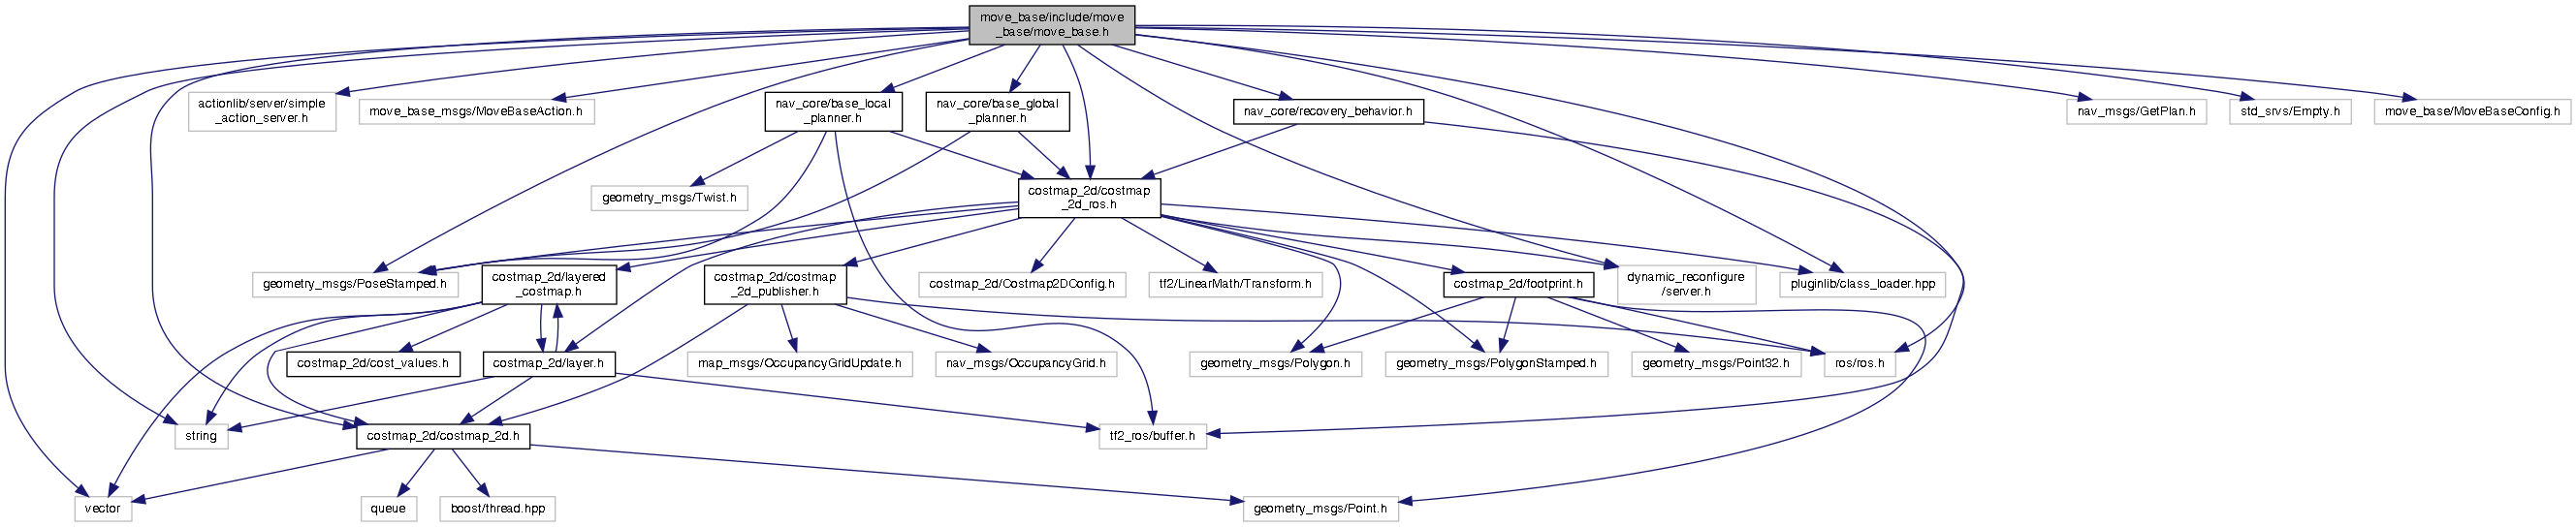 move_base/include/move
_base/move_base.h
actionlib/server/simple
_action_server.h
move_base_msgs/MoveBaseAction.h
nav_core/base_local
_planner.h
nav_core/base_global
_planner.h
nav_core/recovery_behavior.h
nav_msgs/GetPlan.h
std_srvs/Empty.h
move_base/MoveBaseConfig.h
geometry_msgs/Twist.h
costmap_2d/costmap
_2d_ros.h
geometry_msgs/PoseStamped.h
costmap_2d/layered
_costmap.h
costmap_2d/costmap
_2d_publisher.h
costmap_2d/Costmap2DConfig.h
tf2/LinearMath/Transform.h
costmap_2d/footprint.h
dynamic_reconfigure
/server.h
pluginlib/class_loader.hpp
costmap_2d/cost_values.h
costmap_2d/layer.h
map_msgs/OccupancyGridUpdate.h
nav_msgs/OccupancyGrid.h
geometry_msgs/Polygon.h
geometry_msgs/PolygonStamped.h
geometry_msgs/Point32.h
ros/ros.h
string
costmap_2d/costmap_2d.h
tf2_ros/buffer.h
vector
queue
boost/thread.hpp
geometry_msgs/Point.h